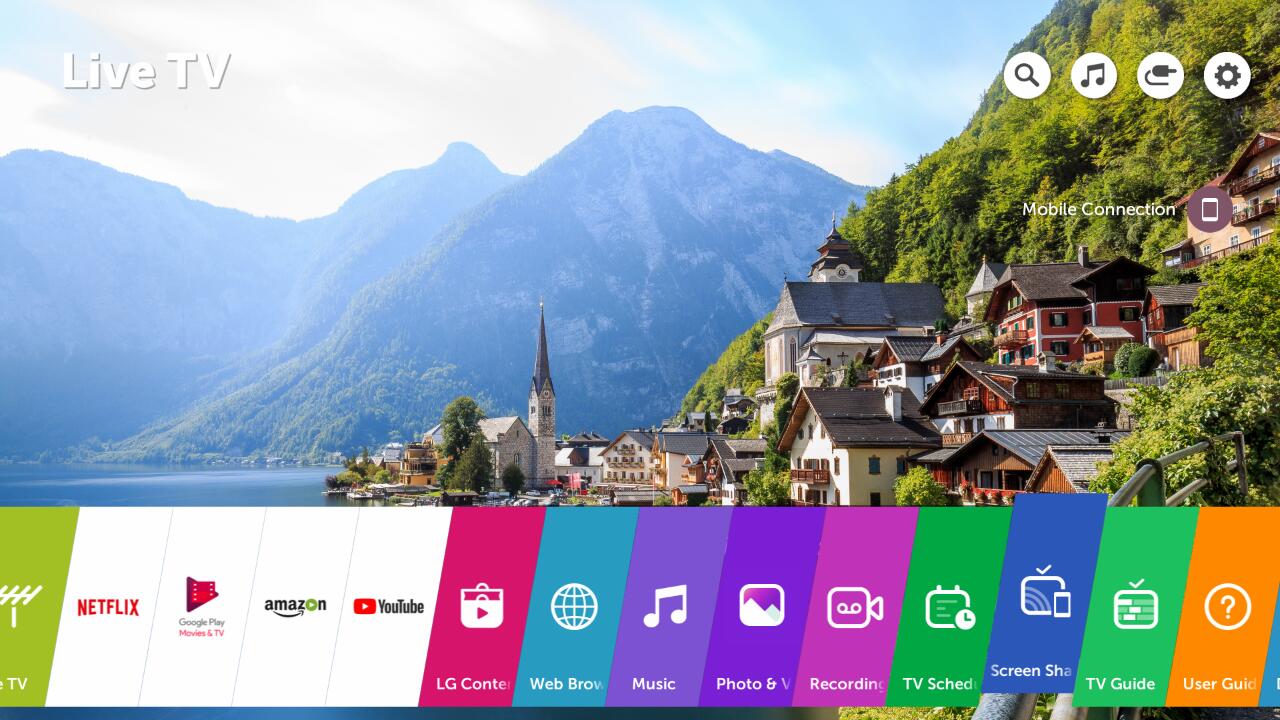 Live TV
Mobile Connection
NETFLIX
Google Play
Movies & TV
amazon
YouTube
e TV
LG Conte
Web Brow
Music
Photo & V
Recording
TV Sched
Screen Sha
TV Guide
User Guid